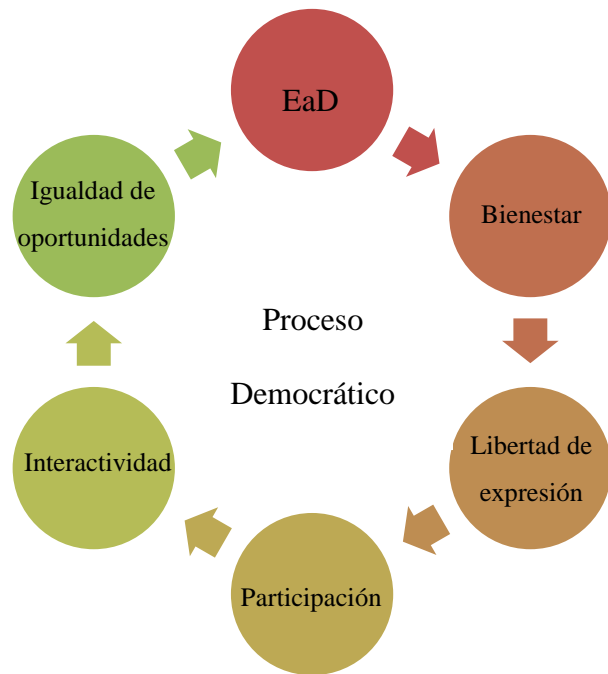 EaD
Bienestar
Libertad de
expresión
Participación
Interactividad
Igualdad de
oportunidades
Proceso
Democrático